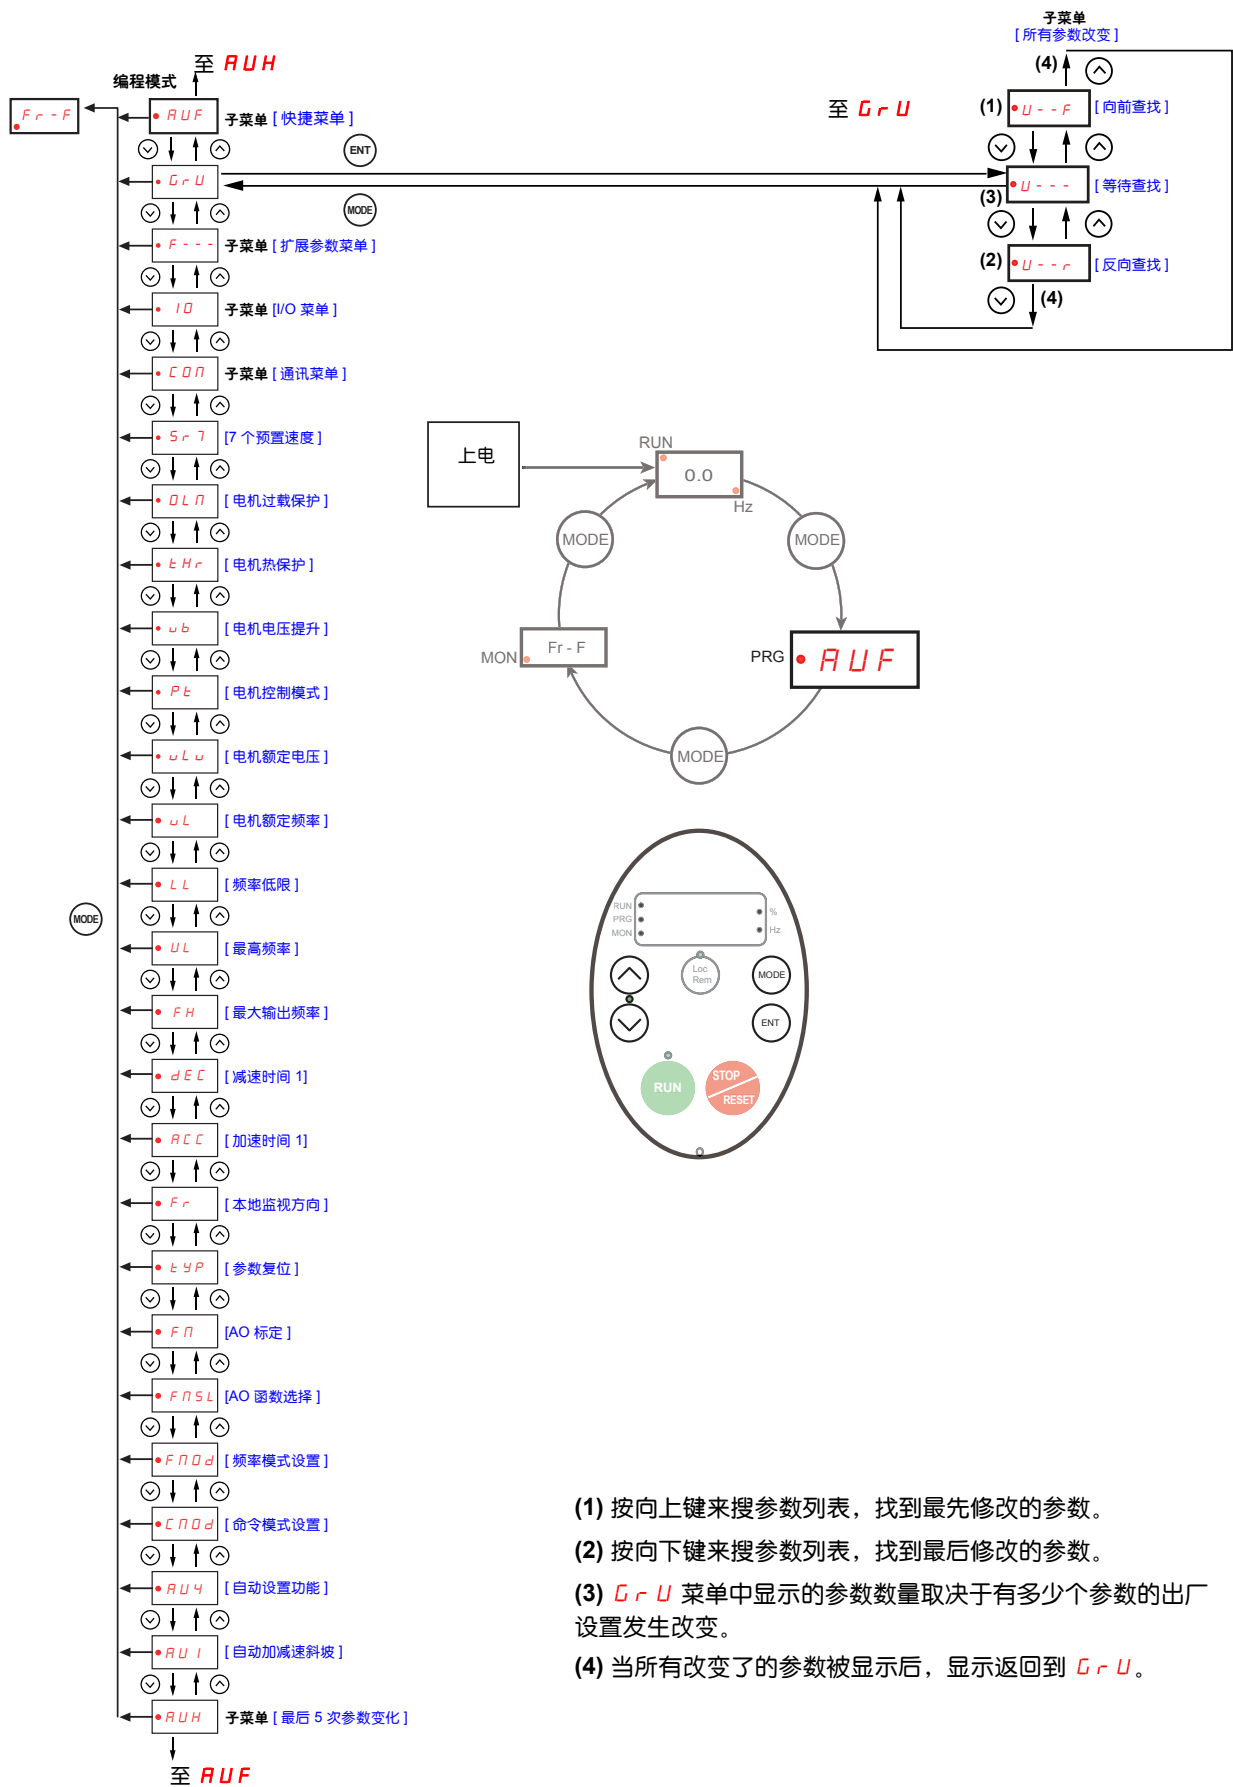 子菜单
[ 所有参数改变 ]
至 AUH
编程模式
(4)
Fr-F
AUF 子菜单 [ 快捷菜单 ]
至 GrU
(1) U--F [ 向前查找 ]
ENT
GrU
(3) U--- [ 等待查找 ]
MODE
F--- 子菜单 [ 扩展参数菜单 ]
(2) U--r [ 反向查找 ]
(4)
IO 子菜单 [I/O 菜单 ]
COM 子菜单 [ 通讯菜单 ]
Sr7 [7 个预置速度 ]
OLM [ 电机过载保护 ]
tHr [ 电机热保护 ]
ub [ 电机电压提升 ]
Pt [ 电机控制模式 ]
uLu [ 电机额定电压 ]
uL [ 电机额定频率 ]
LL [ 频率低限 ]
MODE
UL [ 最高频率 ]
FH [ 最大输出频率 ]
dEC [ 减速时间 1]
ACC [ 加速时间 1]
Fr [ 本地监视方向 ]
tYP [ 参数复位 ]
FM [AO 标定 ]
FMSL [AO 函数选择 ]
FMOd [ 频率模式设置 ]
CMOd [ 命令模式设置 ]
AU4 [ 自动设置功能 ]
AU1 [ 自动加减速斜坡 ]
AUH 子菜单 [ 最后 5 次参数变化 ]
至 AUF
上电
RUN
0.0
Hz
MODE
MODE
MON
Fr - F
PRG
AUF
MODE
RUN
PRG
MON
%
Hz
Loc
Rem
MODE
ENT
RUN
STOP
RESET
(1) 按向上键来搜参数列表，找到最先修改的参数。
(2) 按向下键来搜参数列表，找到最后修改的参数。
(3) GrU 菜单中显示的参数数量取决于有多少个参数的出厂
设置发生改变。
(4) 当所有改变了的参数被显示后，显示返回到 GrU。